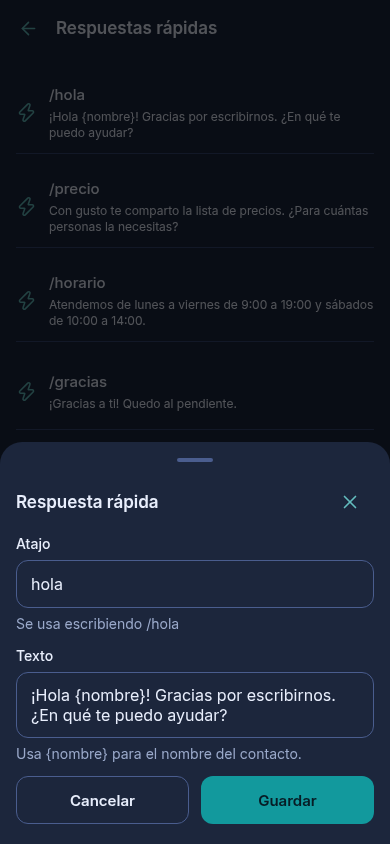 Respuestas rápidas
/hola
¡Hola {nombre}! Gracias por escribirnos. ¿En qué te
puedo ayudar?
/precio
Con gusto te comparto la lista de precios. ¿Para cuántas
personas la necesitas?
/horario
Atendemos de lunes a viernes de 9:00 a 19:00 y sábados
de 10:00 a 14:00.
/gracias
¡Gracias a ti! Quedo al pendiente.
Respuesta rápida
Atajo
hola
Se usa escribiendo /hola
Texto
¡Hola {nombre}! Gracias por escribirnos.
¿En qué te puedo ayudar?
Usa {nombre} para el nombre del contacto.
Cancelar
Guardar